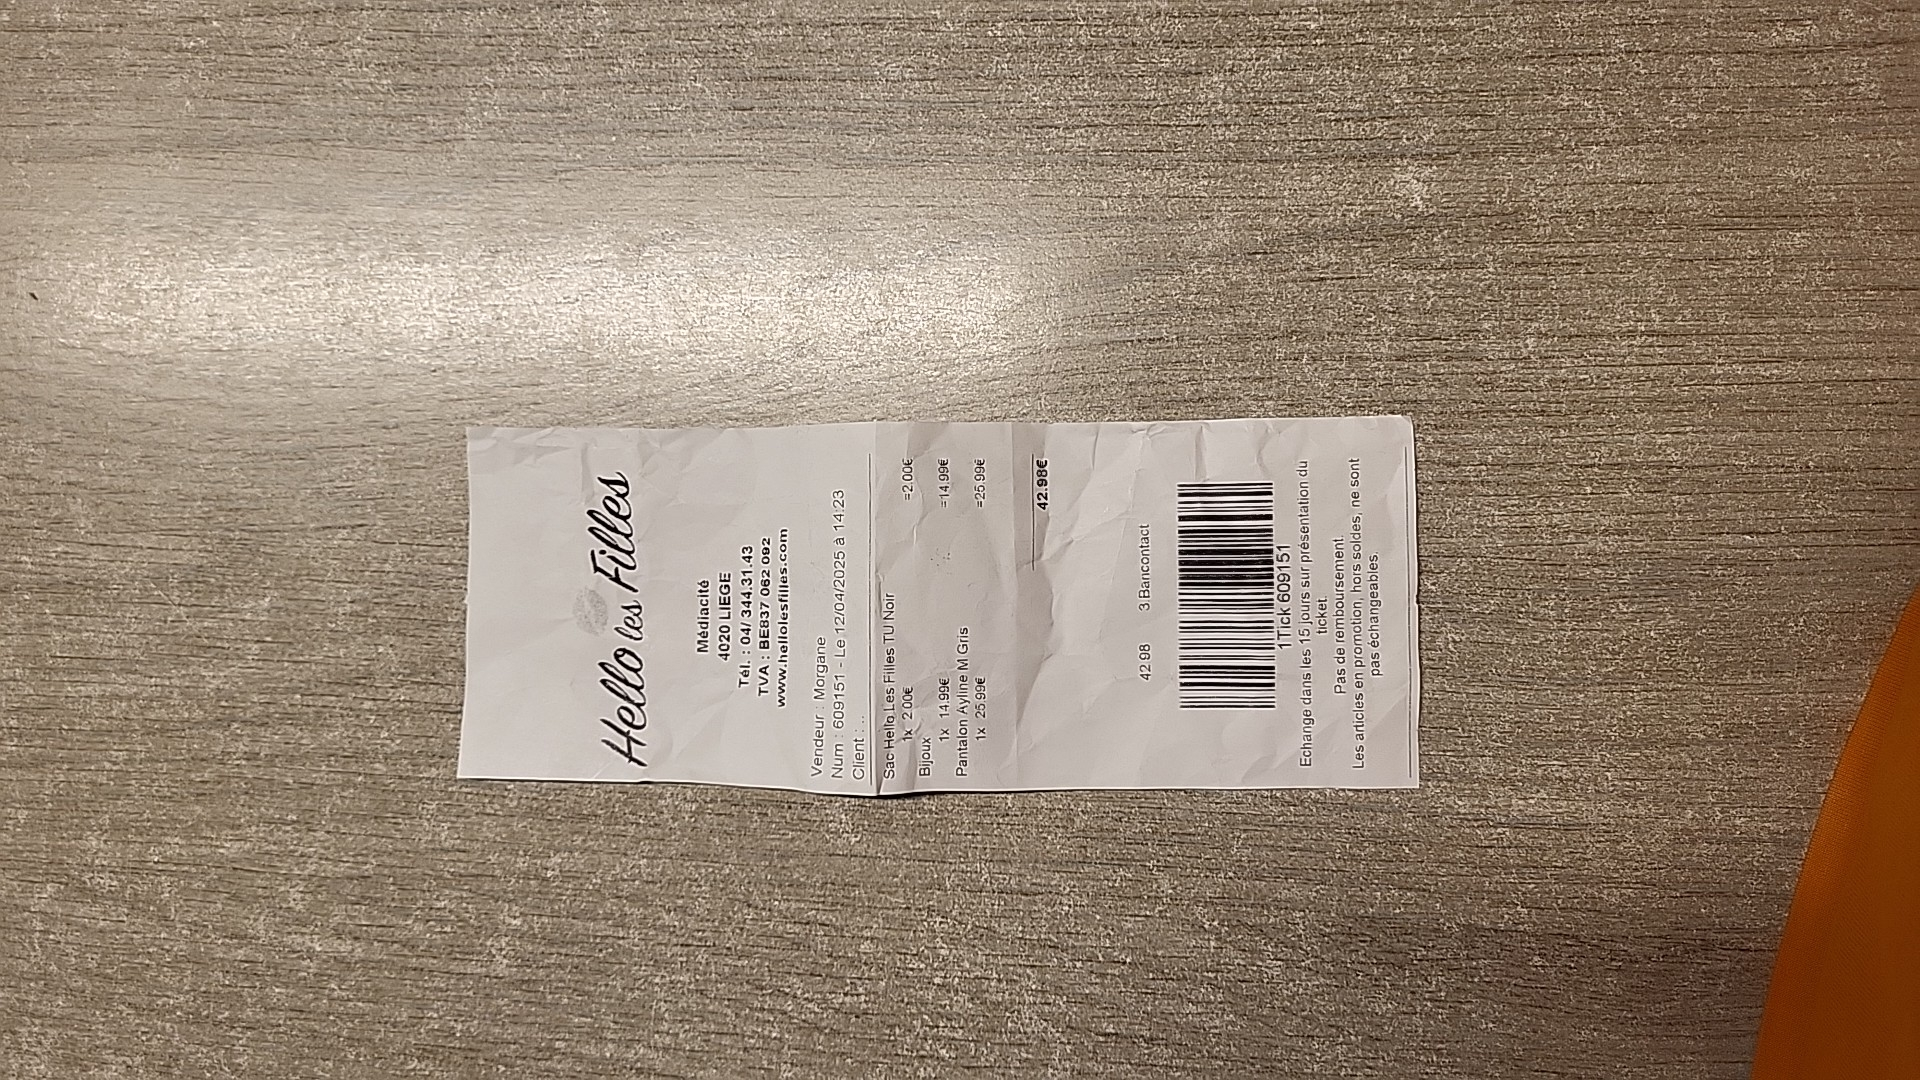 Hello les Filles
Médiacité
4020 LIEGE
Tél. : 04/ 344.31.43
TVA : BE837 062 092
www.hellolesfilles.com
Vendeur : Morgane
Num : 609151 - Le 12/04/2025 à 14:23
Client : ..
Sac Hello Les Filles TU Noir
1x 2.00€ =2.00€
Bijoux
1x 14.99€ =14.99€
Pantalon Ayline M Gris
1x 25.99€ =25.99€
42.98€
42.98 3 Bancontact
1Tick 609151
Echange dans les 15 jours sur présentation du
ticket.
Pas de remboursement.
Les articles en promotion, hors soldes, ne sont
pas échangeables.